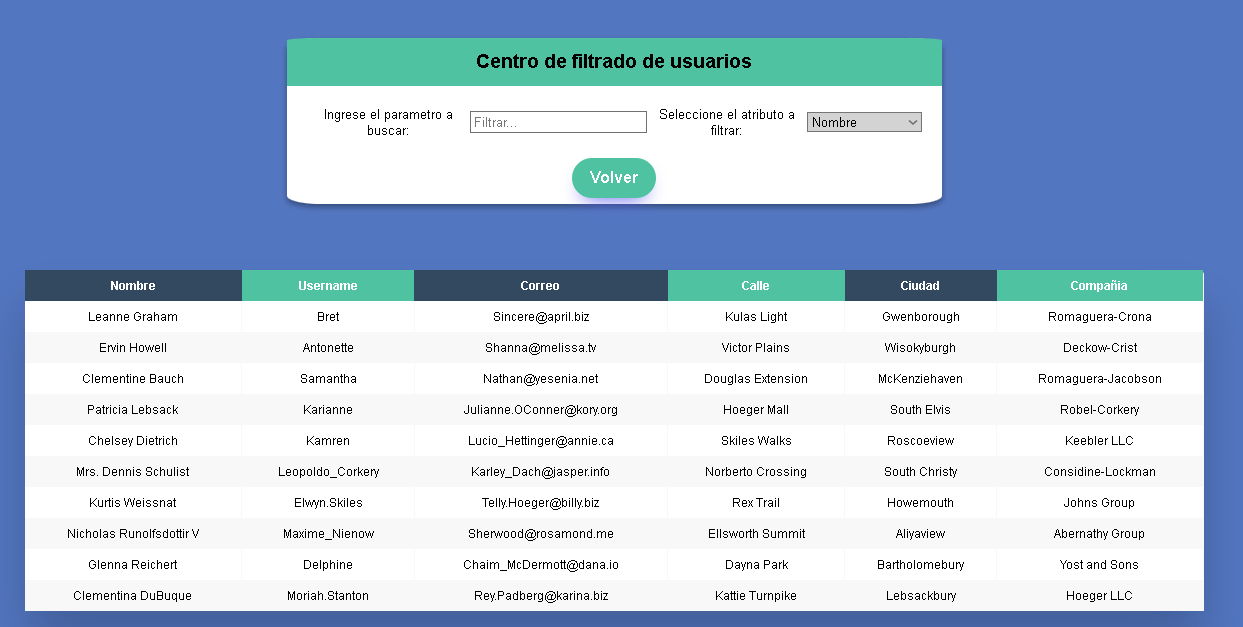 Centro de filtrado de usuarios
Ingrese el parametro a
buscar:
Filtrar...
Seleccione el atributo a
filtrar:
Nombre
Volver
Nombre Username Correo Calle Ciudad Compañia
Leanne Graham Bret Sincere@april.biz Kulas Light Gwenborough Romaguera-Crona
Ervin Howell Antonette Shanna@melissa.tv Victor Plains Wisokyburgh Deckow-Crist
Clementine Bauch Samantha Nathan@yesenia.net Douglas Extension McKenziehaven Romaguera-Jacobson
Patricia Lebsack Karianne Julianne.OConner@kory.org Hoeger Mall South Elvis Robel-Corkery
Chelsey Dietrich Kamren Lucio_Hettinger@annie.ca Skiles Walks Roscoeview Keebler LLC
Mrs. Dennis Schulist Leopoldo_Corkery Karley_Dach@jasper.info Norberto Crossing South Christy Considine-Lockman
Kurtis Weissnat Elwyn.Skiles Telly.Hoeger@billy.biz Rex Trail Howemouth Johns Group
Nicholas Runolfsdottir V Maxime_Nienow Sherwood@rosamond.me Ellsworth Summit Aliyaview Abernathy Group
Glenna Reichert Delphine Chaim_McDermott@dana.io Dayna Park Bartholomebury Yost and Sons
Clementina DuBuque Moriah.Stanton Rey.Padberg@karina.biz Kattie Turnpike Lebsackbury Hoeger LLC